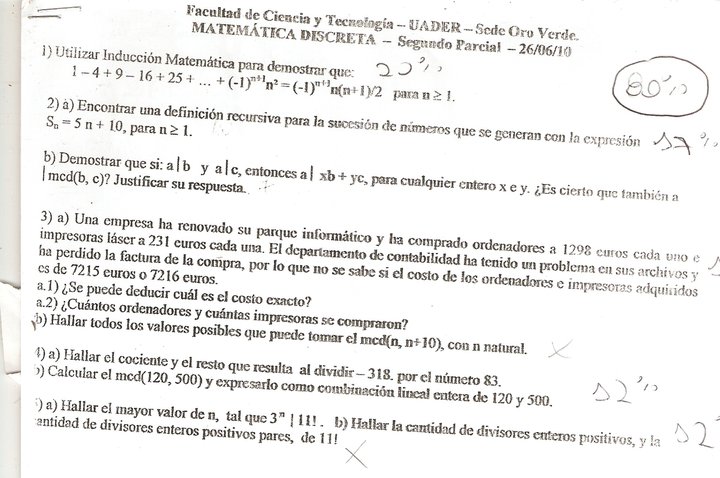 Facultad de Ciencia y Tecnología – UADER – Sede Oro Verde.
MATEMÁTICA DISCRETA – Segundo Parcial – 26/06/10
1) Utilizar Inducción Matemática para demostrar que: 20%
80%
1 – 4 + 9 – 16 + 25 + ... + (-1)ⁿ⁺¹n² = (-1)ⁿ⁺¹n(n+1)/2 para n ≥ 1.
2) a) Encontrar una definición recursiva para la sucesión de números que se generan con la expresión
Sₙ = 5 n + 10, para n ≥ 1.
b) Demostrar que si: a | b y a | c, entonces a | xb + yc, para cualquier entero x e y. ¿Es cierto que también a
| mcd(b, c)? Justificar su respuesta.
3) a) Una empresa ha renovado su parque informático y ha comprado ordenadores a 1298 euros cada uno e
impresoras láser a 231 euros cada una. El departamento de contabilidad ha tenido un problema en sus archivos y
ha perdido la factura de la compra, por lo que no se sabe si el costo de los ordenadores e impresoras adquiridos
es de 7215 euros o 7216 euros.
a.1) ¿Se puede deducir cuál es el costo exacto?
a.2) ¿Cuántos ordenadores y cuántas impresoras se compraron?
b) Hallar todos los valores posibles que puede tomar el mcd(n, n+10), con n natural.
4) a) Hallar el cociente y el resto que resulta al dividir – 318. por el número 83.
) Calcular el mcd(120, 500) y expresarlo como combinación lineal entera de 120 y 500.
12%
) a) Hallar el mayor valor de n, tal que 3ⁿ | 11! . b) Hallar la cantidad de divisores enteros positivos, y la
antidad de divisores enteros positivos pares, de 11!